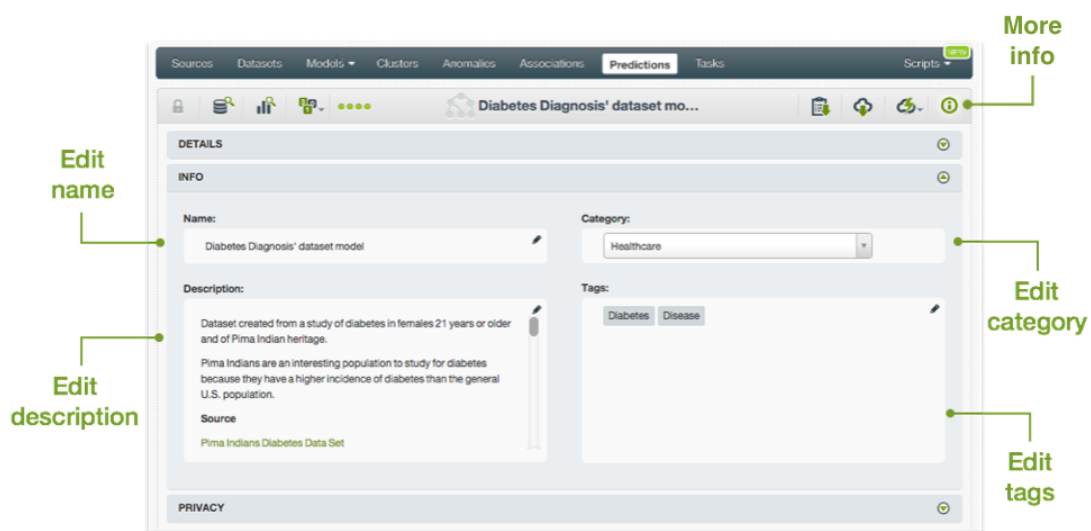 More
info
Sources Datasets Models Clusters Anomalies Associations Predictions Tasks Scripts
Diabetes Diagnosis' dataset mo...
DETAILS
INFO
Edit
name
Name:
Diabetes Diagnosis' dataset model
Category:
Healthcare
Edit
category
Description:
Dataset created from a study of diabetes in females 21 years or older
and of Pima Indian heritage.
Pima Indians are an interesting population to study for diabetes
because they have a higher incidence of diabetes than the general
U.S. population.
Source
Pima Indians Diabetes Data Set
Edit
description
Tags:
Diabetes Disease
Edit
tags
PRIVACY